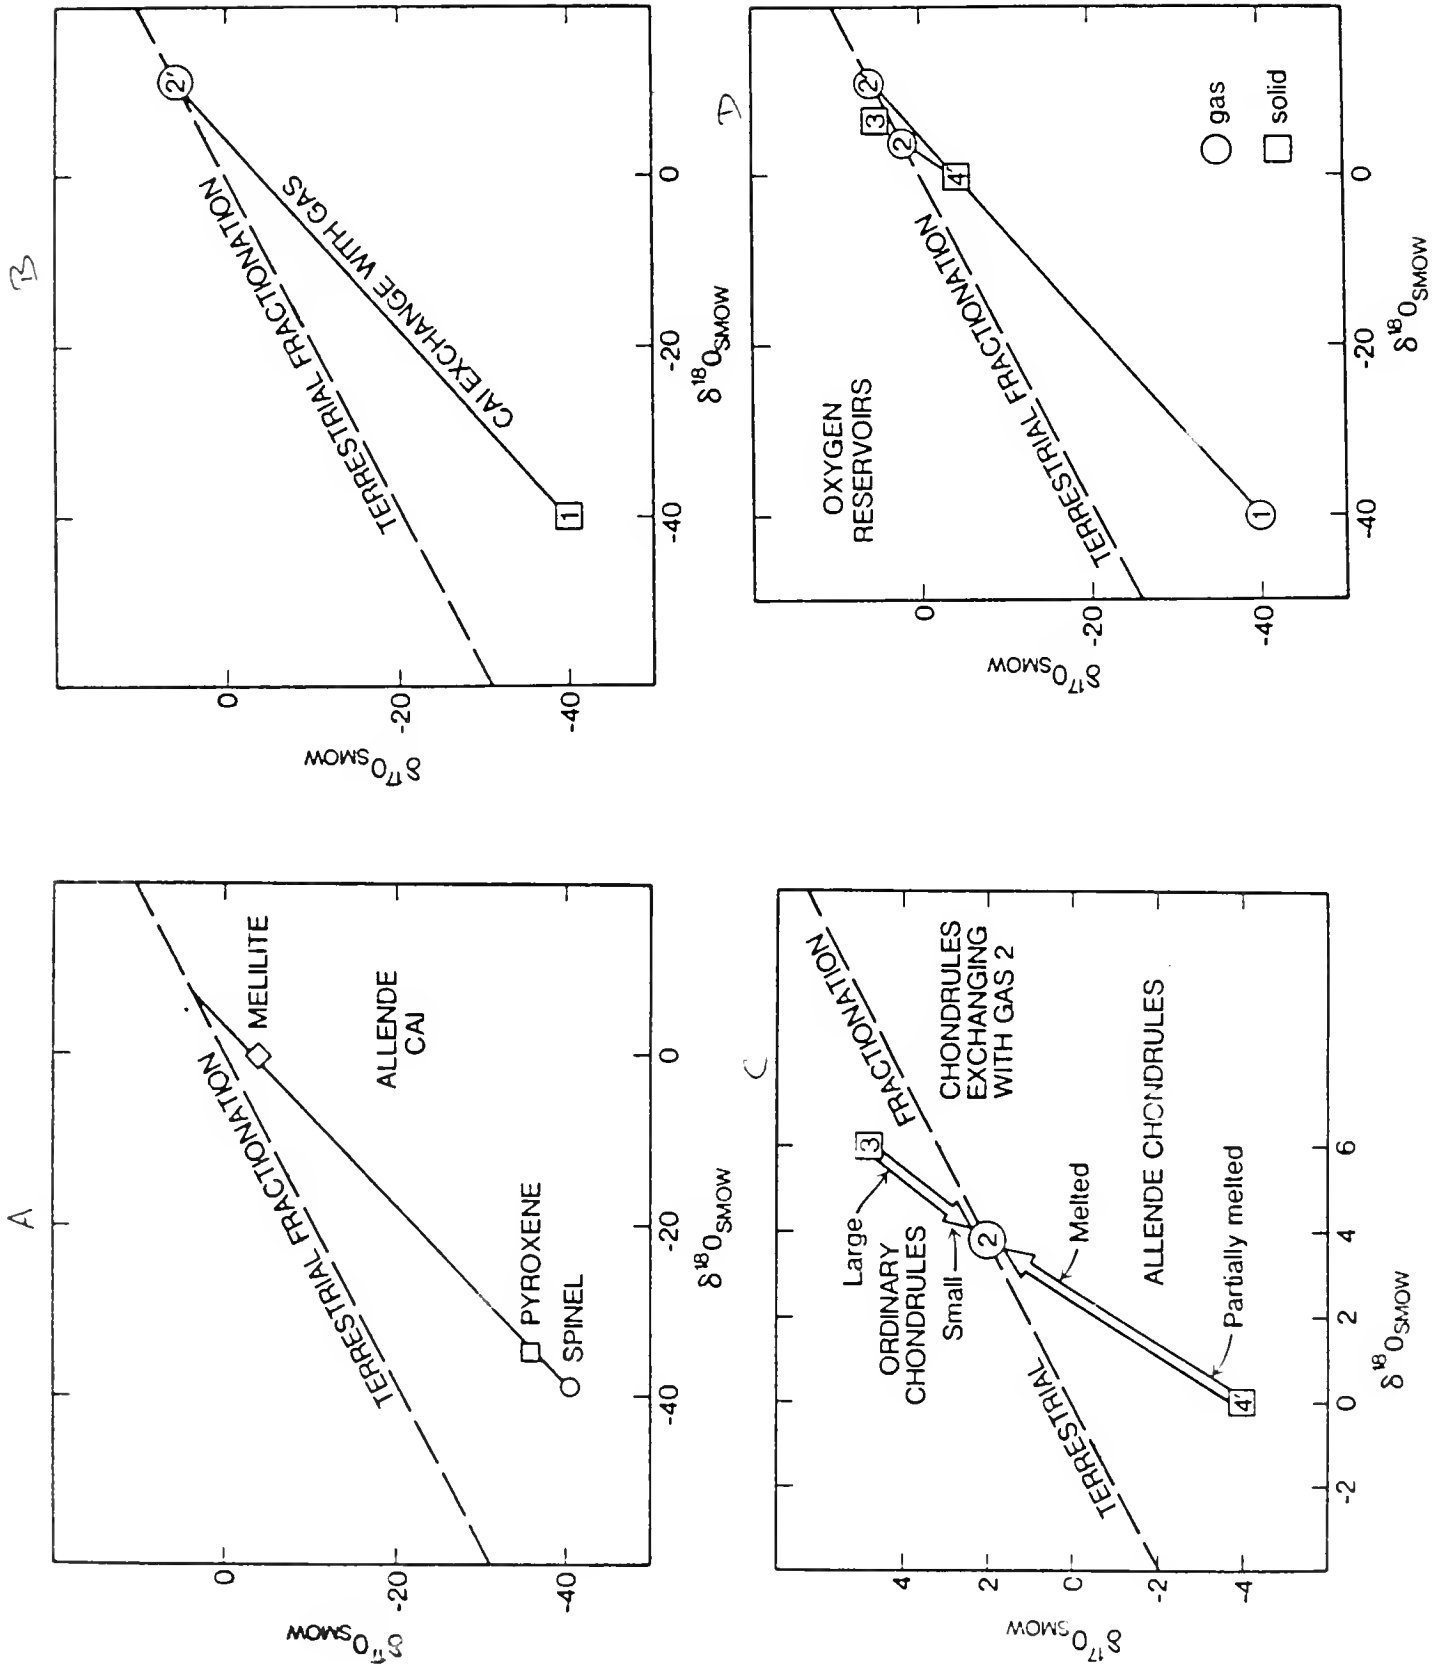 A
δ17OSMOW
0
-20
-40
TERRESTRIAL FRACTIONATION
MELILITE
ALLENDE
CAI
PYROXENE
SPINEL
-40
-20
0
δ18OSMOW
B
δ17OSMOW
0
-20
-40
TERRESTRIAL FRACTIONATION
2'
CAI EXCHANGE WITH GAS
1
-40
-20
0
δ18OSMOW
C
δ17OSMOW
4
2
0
-2
-4
TERRESTRIAL FRACTIONATION
Large
3
ORDINARY
CHONDRULES
Small
2
CHONDRULES
EXCHANGING
WITH GAS 2
Melted
ALLENDE CHONDRULES
Partially melted
4'
-2
0
2
4
6
δ18OSMOW
D
δ17OSMOW
0
-20
-40
OXYGEN
RESERVOIRS
TERRESTRIAL FRACTIONATION
2'
3
2
4'
1
gas
solid
-40
-20
0
δ18OSMOW